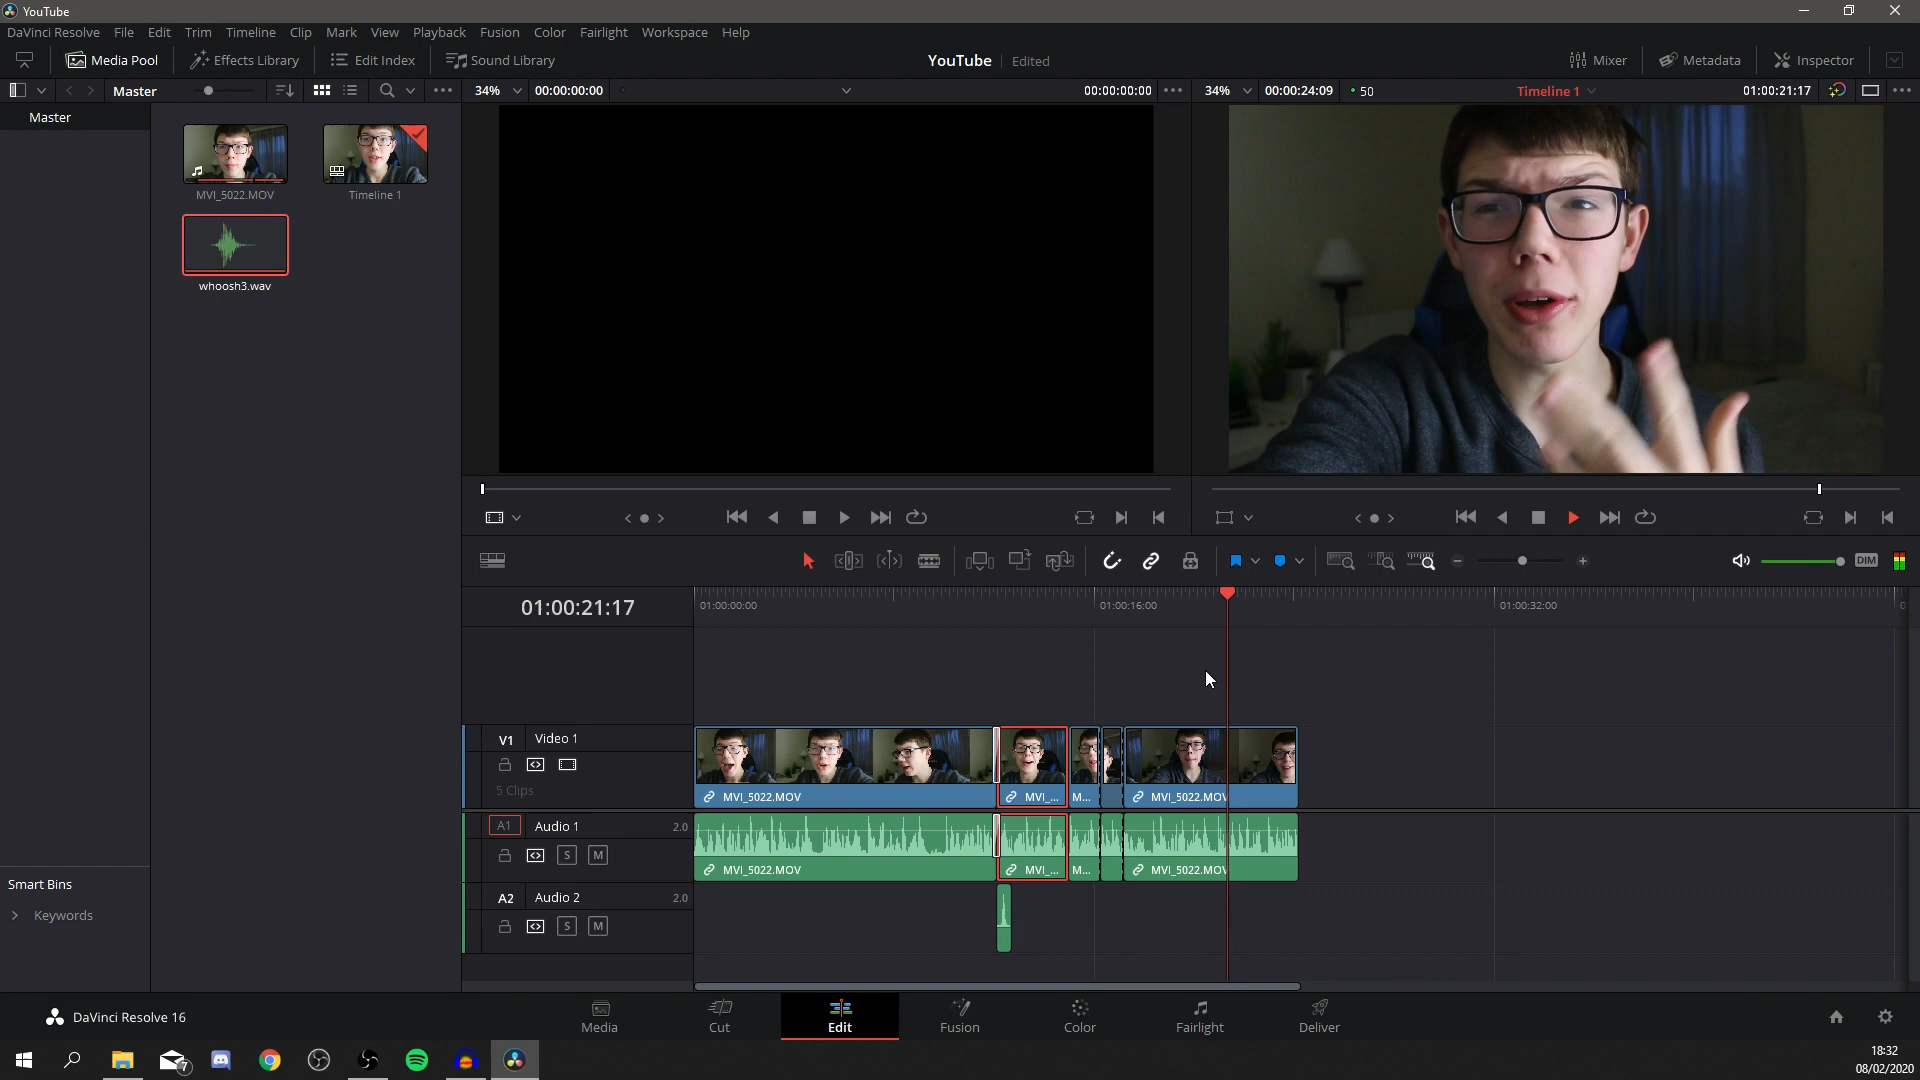 YouTube
DaVinci Resolve File Edit Trim Timeline Clip Mark View Playback Fusion Color Fairlight Workspace Help
Media Pool Effects Library Edit Index Sound Library YouTube Edited Mixer Metadata Inspector
Master 34% 00:00:00:00 00:00:00:00 34% 00:00:24:09 50 Timeline 1 01:00:21:17
Master
MVI_5022.MOV Timeline 1
whoosh3.wav
DIM
01:00:21:17 01:00:00:00 01:00:16:00 01:00:32:00
V1 Video 1
5 Clips
MVI_5022.MOV MVI_... M... MVI_5022.MOV
A1 Audio 1 2.0
S M
MVI_5022.MOV MVI_... M... MVI_5022.MOV
A2 Audio 2 2.0
S M
Smart Bins
Keywords
DaVinci Resolve 16
Media Cut Edit Fusion Color Fairlight Deliver
7
18:32
08/02/2020